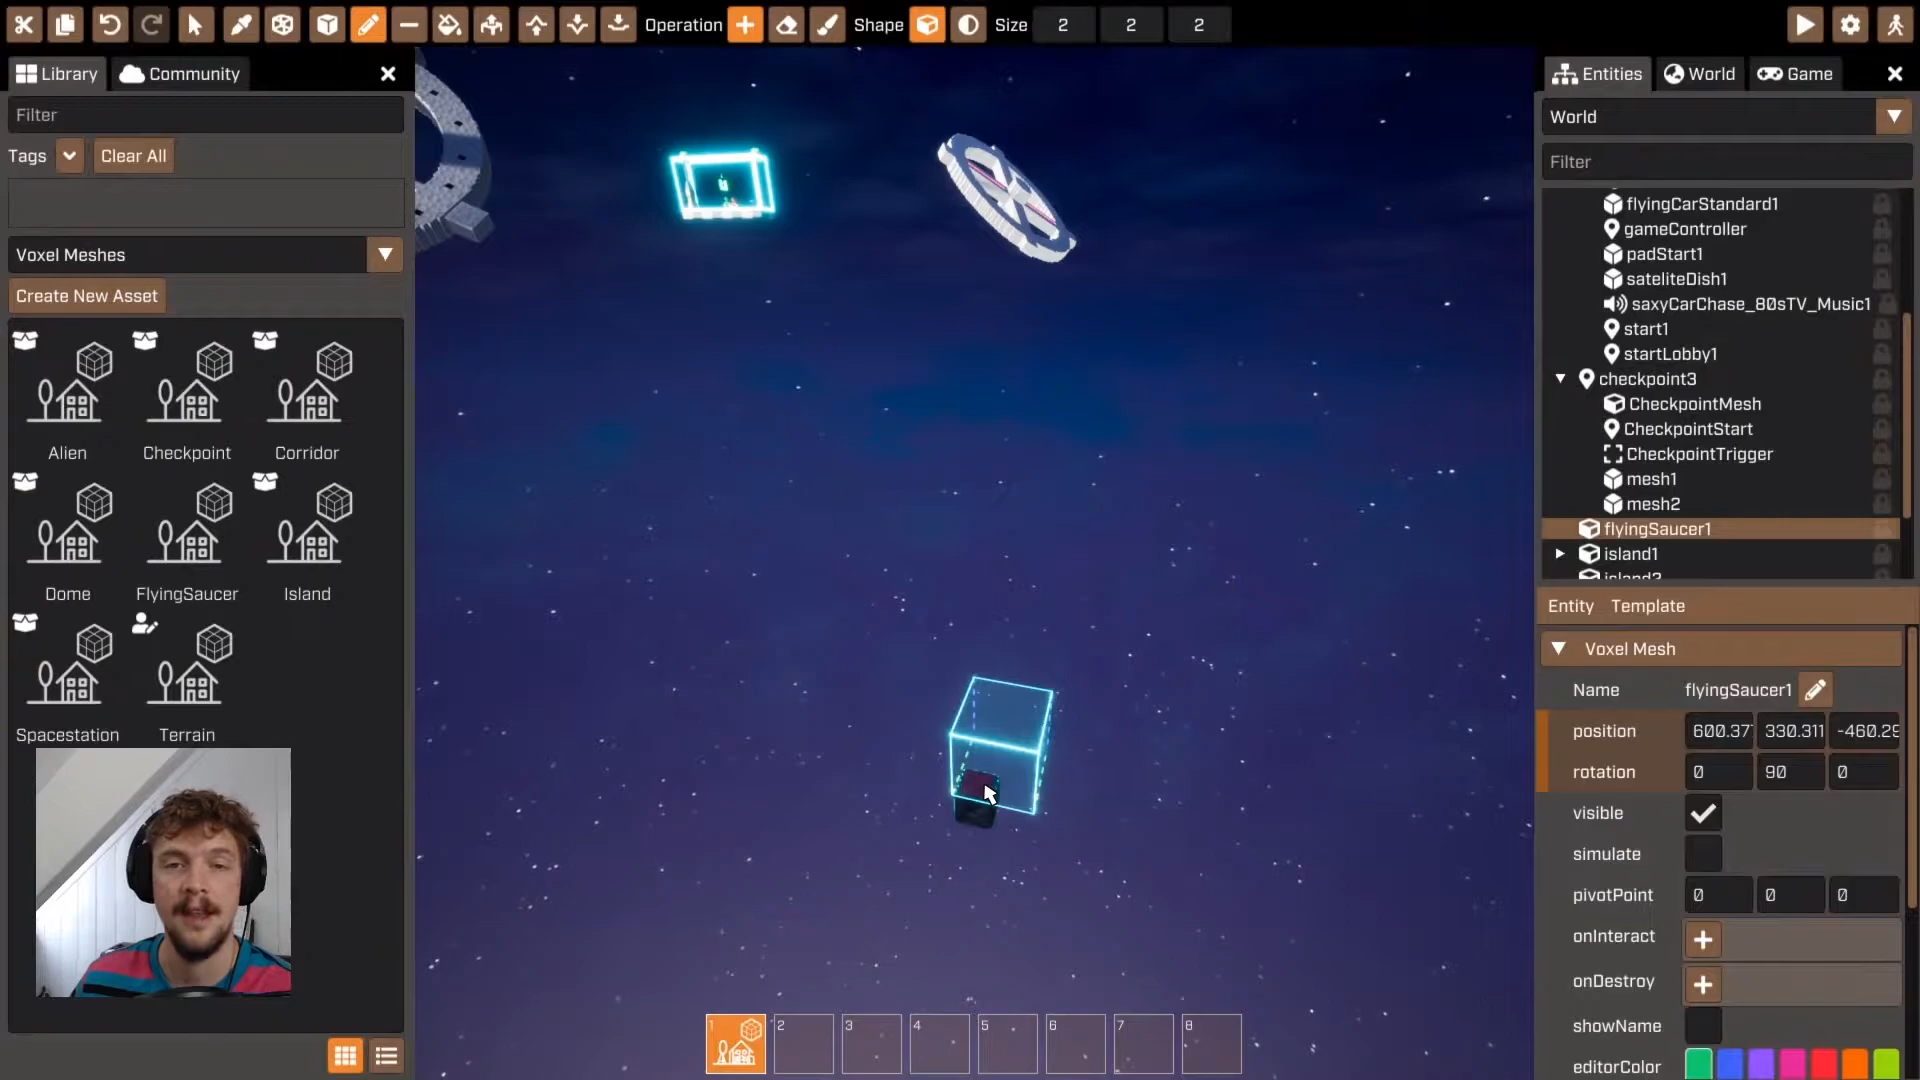 Operation
Shape
Size
2
2
2
Library
Community
Filter
Tags
Clear All
Voxel Meshes
Create New Asset
Alien
Checkpoint
Corridor
Dome
FlyingSaucer
Island
Spacestation
Terrain
1
2
3
4
5
6
7
8
Entities
World
Game
World
Filter
flyingCarStandard1
gameController
padStart1
sateliteDish1
saxyCarChase_80sTV_Music1
start1
startLobby1
checkpoint3
CheckpointMesh
CheckpointStart
CheckpointTrigger
mesh1
mesh2
flyingSaucer1
island1
Entity Template
Voxel Mesh
Name flyingSaucer1
position 600.37 330.311 -460.29
rotation 0 90 0
visible
simulate
pivotPoint 0 0 0
onInteract
onDestroy
showName
editorColor